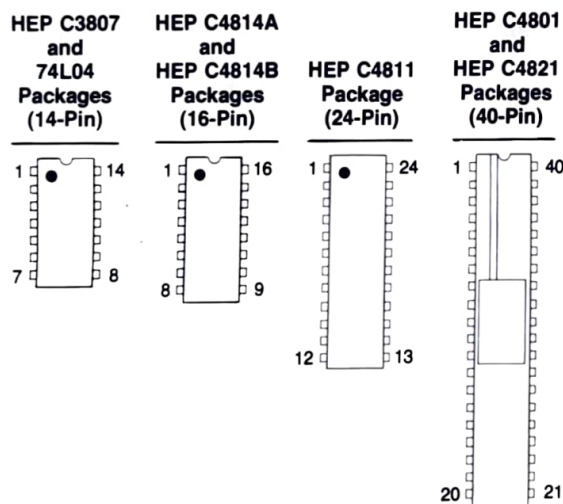 HEP C3807
and
74L04
Packages
(14-Pin)
1 14
7 8
HEP C4814A
and
HEP C4814B
Packages
(16-Pin)
1 16
8 9
HEP C4811
Package
(24-Pin)
1 24
12 13
HEP C4801
and
HEP C4821
Packages
(40-Pin)
1 40
20 21